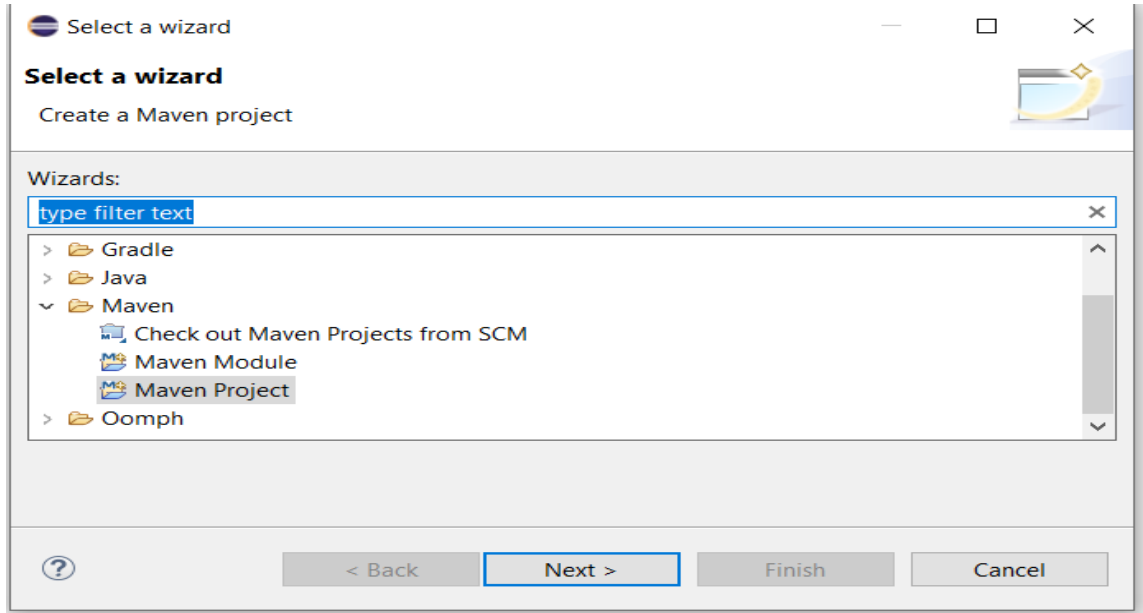 Select a wizard
Select a wizard
Create a Maven project
Wizards:
type filter text
Gradle
Java
Maven
Check out Maven Projects from SCM
Maven Module
Maven Project
Oomph
< Back Next > Finish Cancel